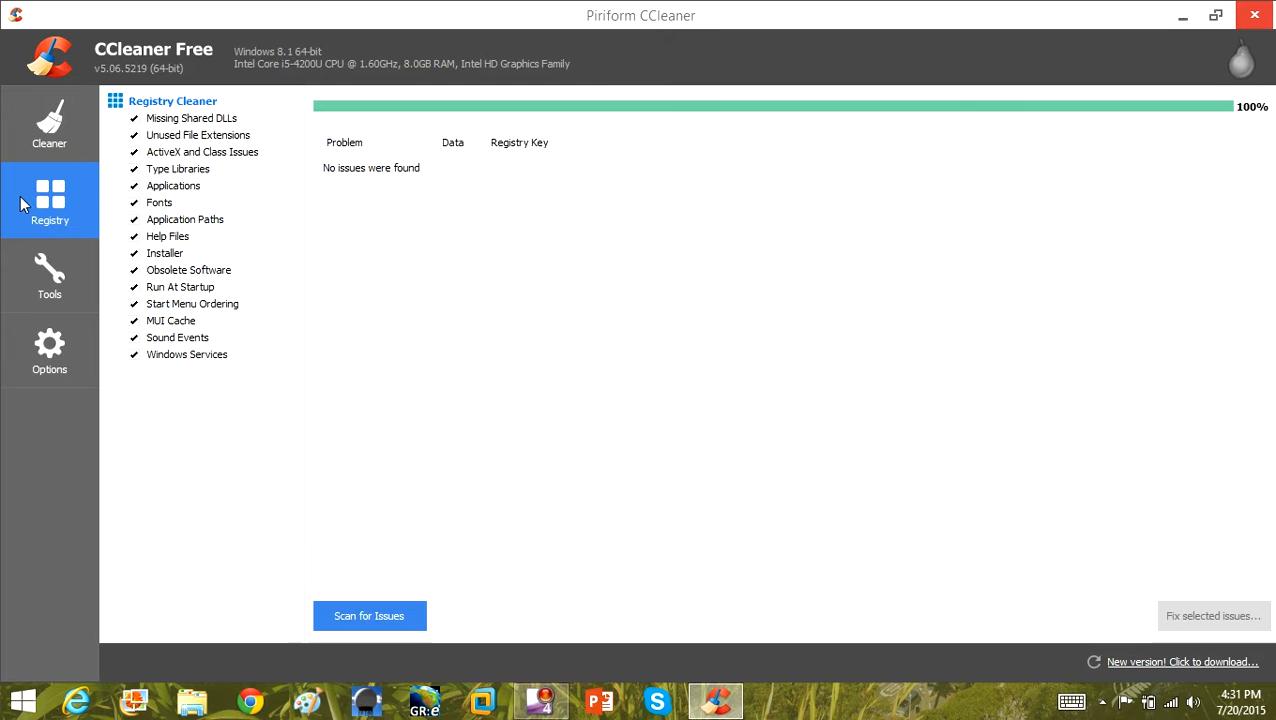 Piriform CCleaner
CCleaner Free
v5.06.5219 (64-bit)
Windows 8.1 64-bit
Intel Core i5-4200U CPU @ 1.60GHz, 8.0GB RAM, Intel HD Graphics Family
Cleaner
Registry
Tools
Options
Registry Cleaner
Missing Shared DLLs
Unused File Extensions
ActiveX and Class Issues
Type Libraries
Applications
Fonts
Application Paths
Help Files
Installer
Obsolete Software
Run At Startup
Start Menu Ordering
MUI Cache
Sound Events
Windows Services
100%
Problem Data Registry Key
No issues were found
Scan for Issues
Fix selected issues...
New version! Click to download...
GR:e
4
4:31 PM
7/20/2015